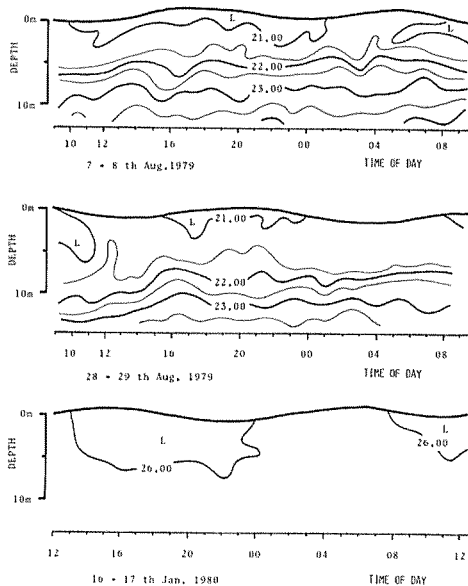 0m
L
21.00
L
DEPTH
22.00
23.00
10m
10 12 16 20 00 04 08
7 - 8 th Aug,1979
TIME OF DAY
0m
L
L
21.00
DEPTH
22.00
10m
23.00
10 12 16 20 00 04 08
28 - 29 th Aug, 1979
TIME OF DAY
0m
L
L
DEPTH
26.00
26.00
10m
12 16 20 00 04 08 12
16 - 17 th Jan, 1980
TIME OF DAY